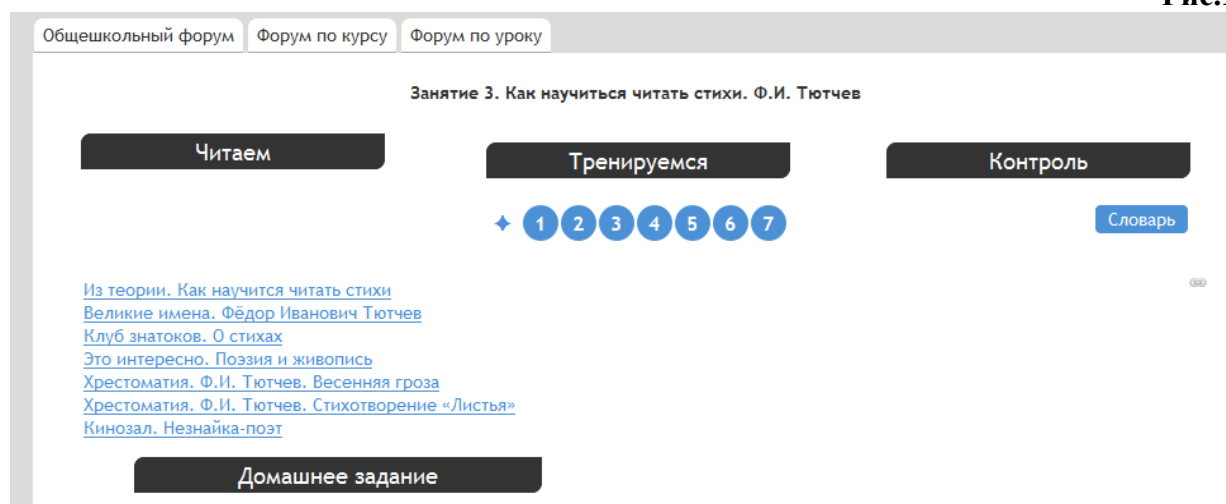 Общешкольный форум Форум по курсу Форум по уроку
Занятие 3. Как научиться читать стихи. Ф.И. Тютчев
Читаем
Тренируемся
Контроль
1 2 3 4 5 6 7
Словарь
Из теории. Как научится читать стихи
Великие имена. Фёдор Иванович Тютчев
Клуб знатоков. О стихах
Это интересно. Поэзия и живопись
Хрестоматия. Ф.И. Тютчев. Весенняя гроза
Хрестоматия. Ф.И. Тютчев. Стихотворение «Листья»
Кинозал. Незнайка-поэт
Домашнее задание